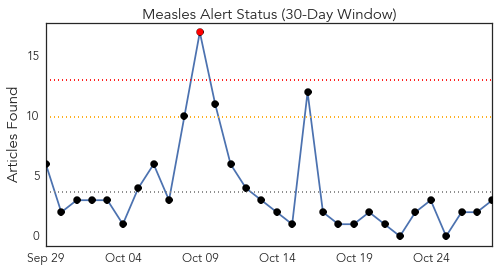 Measles Alert Status (30-Day Window)
Articles Found
15
10
5
0
Sep 29 Oct 04 Oct 09 Oct 14 Oct 19 Oct 24